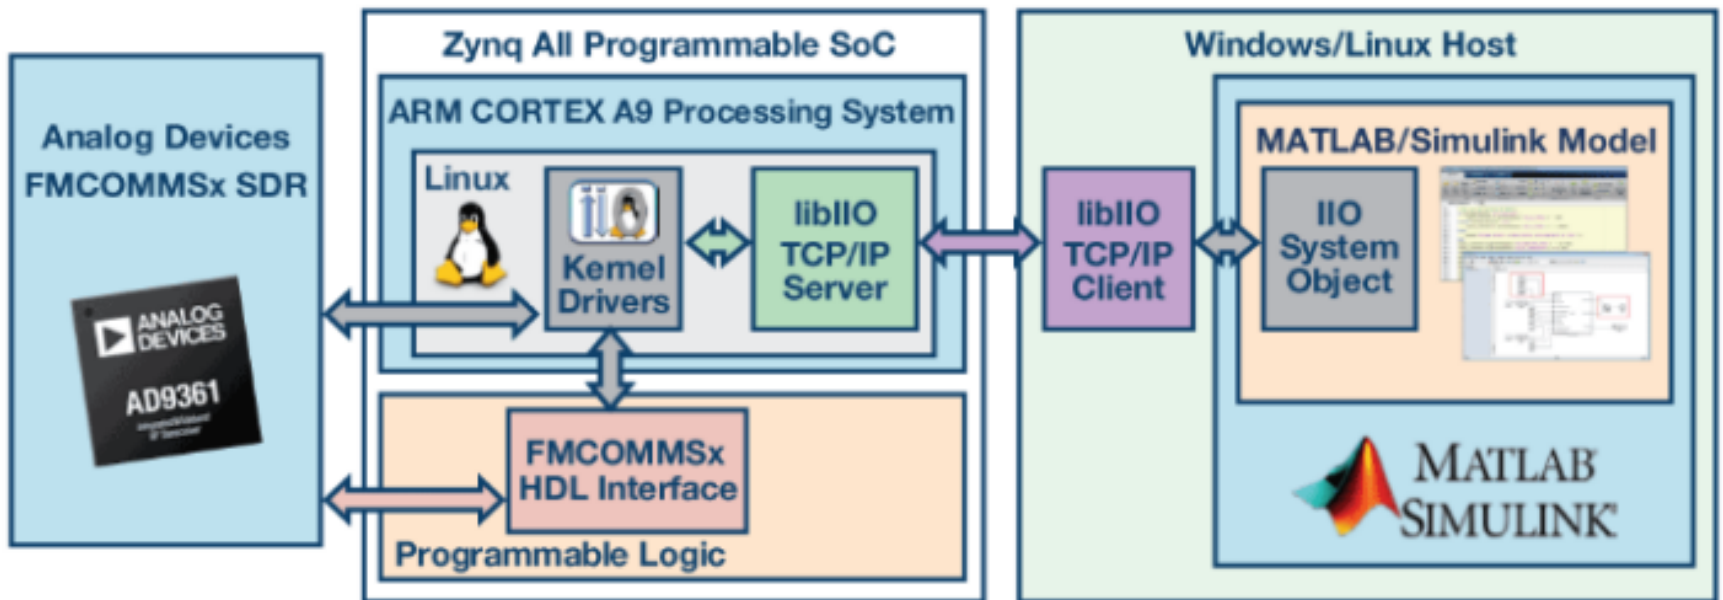 Analog Devices
FMCOMMSx SDR
ANALOG
DEVICES
AD9361
Zynq All Programmable SoC
ARM CORTEX A9 Processing System
Linux
Kernel
Drivers
libIIO
TCP/IP
Server
FMCOMMSx
HDL Interface
Programmable Logic
Windows/Linux Host
libIIO
TCP/IP
Client
MATLAB/Simulink Model
IIO
System
Object
MATLAB
SIMULINK